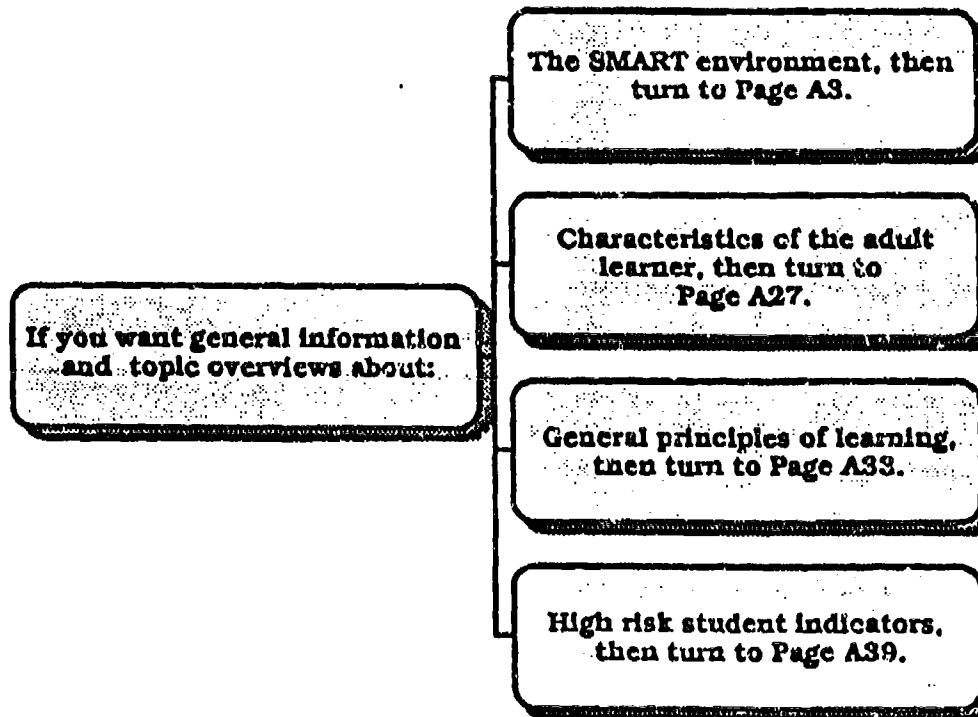 If you want general information
and topic overviews about:
The SMART environment, then
turn to Page A3.
Characteristics of the adult
learner, then turn to
Page A27.
General principles of learning,
then turn to Page A33.
High risk student indicators,
then turn to Page A39.